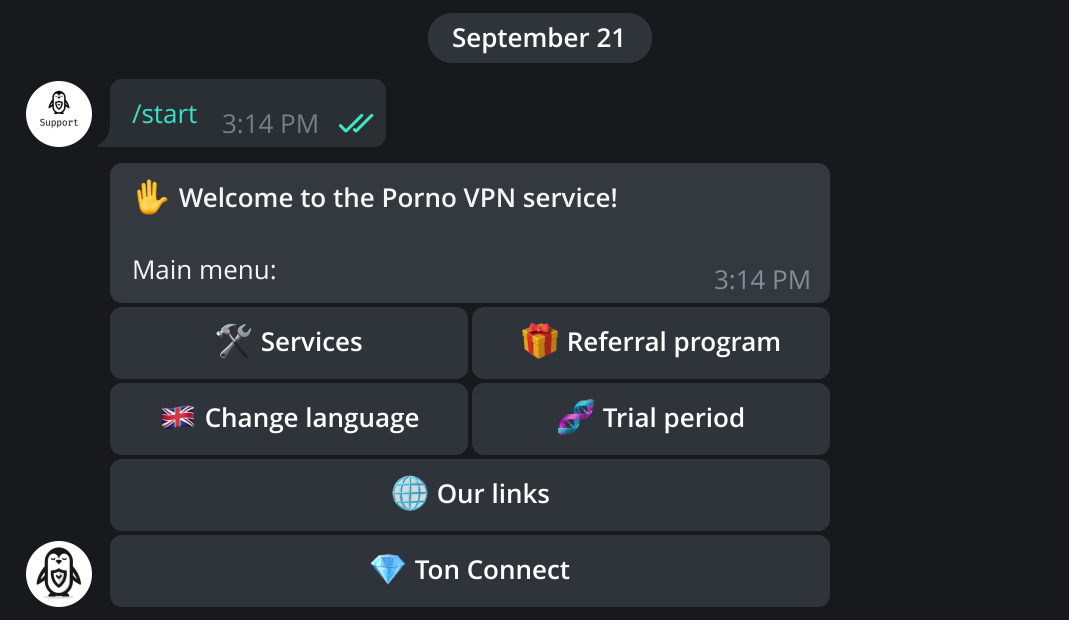 September 21
Support
/start 3:14 PM
✋ Welcome to the Porno VPN service!
Main menu:
3:14 PM
🛠 Services
🎁 Referral program
🇬🇧 Change language
🧬 Trial period
🌐 Our links
💎 Ton Connect